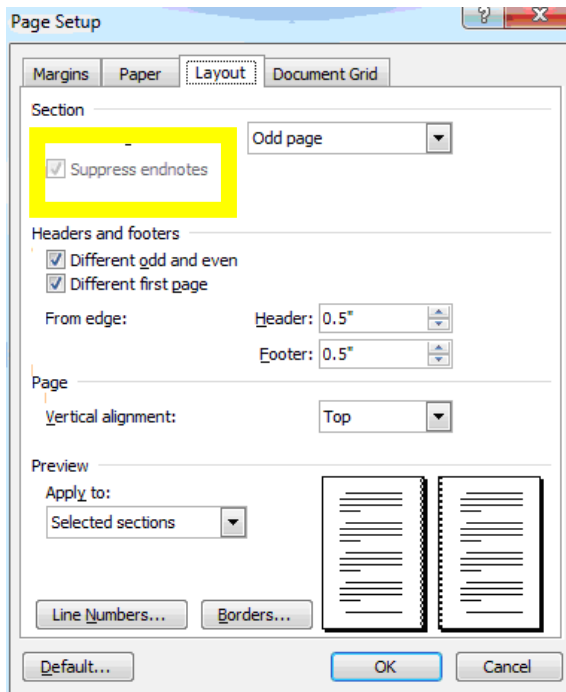 Page Setup
Margins Paper Layout Document Grid
Section
Odd page
Suppress endnotes
Headers and footers
Different odd and even
Different first page
From edge: Header: 0.5"
Footer: 0.5"
Page
Vertical alignment: Top
Preview
Apply to:
Selected sections
Line Numbers... Borders...
Default... OK Cancel